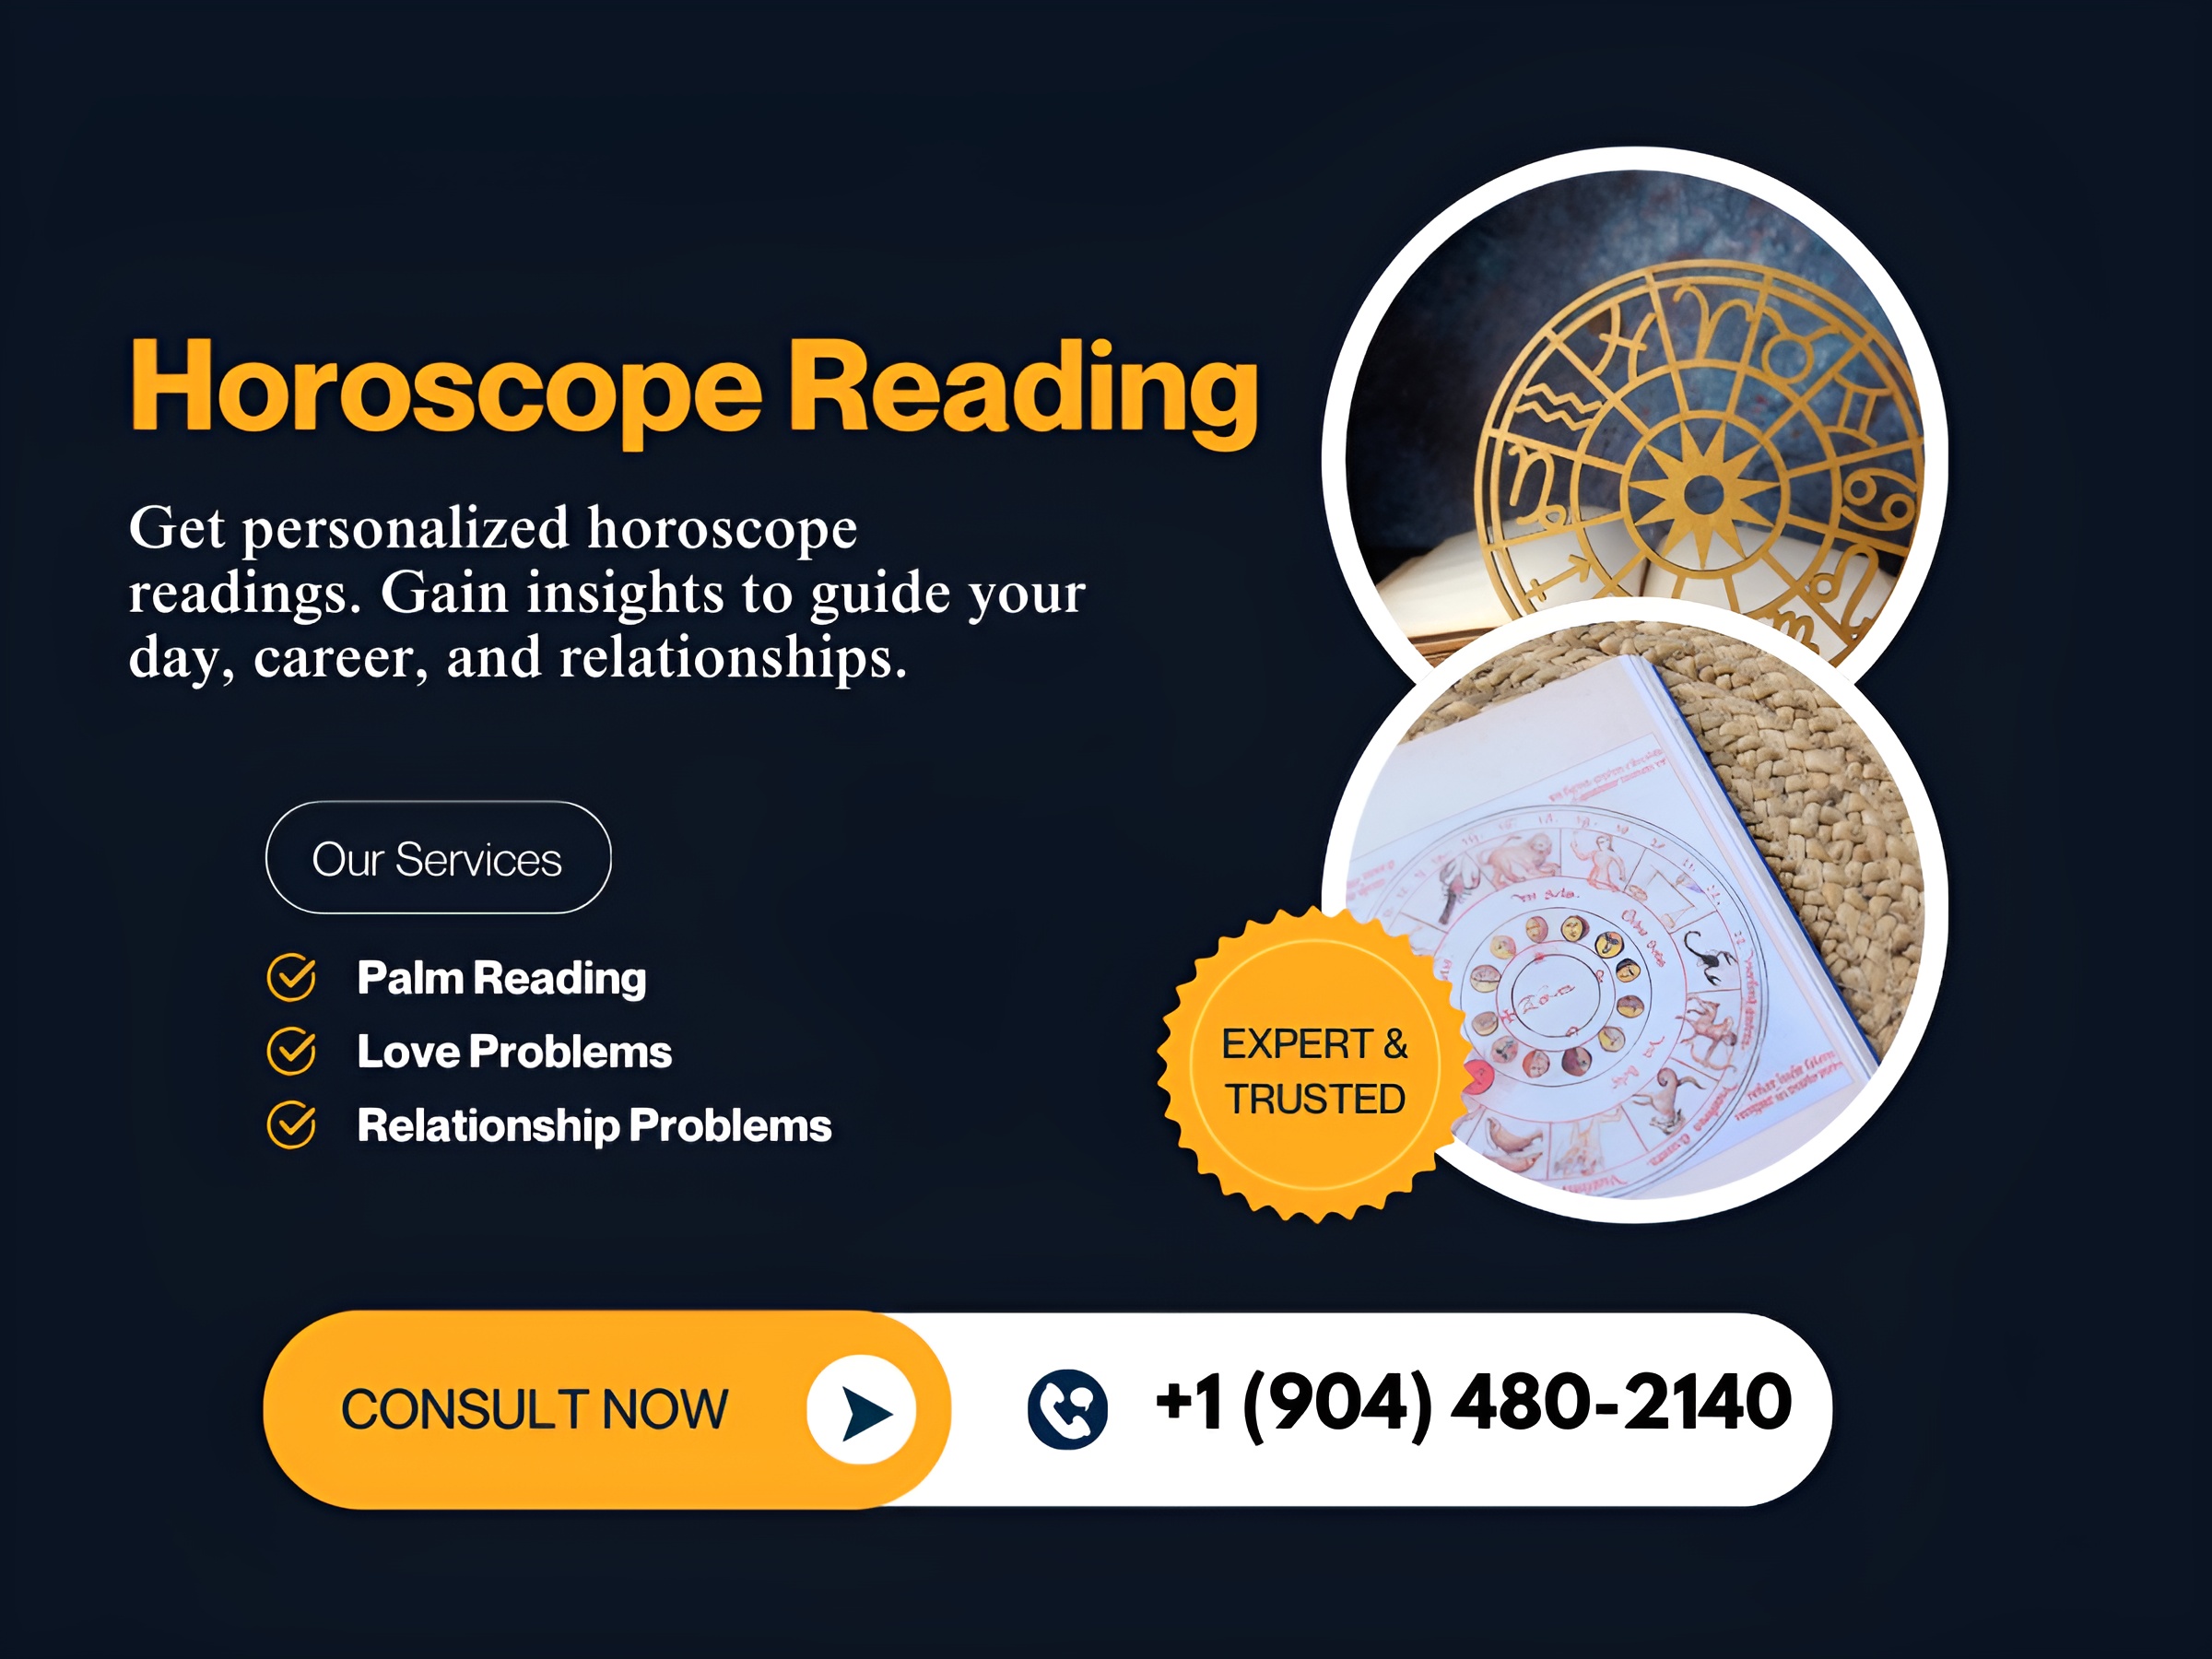 Horoscope Reading
Get personalized horoscope
readings. Gain insights to guide your
day, career, and relationships.
Our Services
Palm Reading
Love Problems
Relationship Problems
EXPERT &
TRUSTED
CONSULT NOW
+1 (904) 480-2140